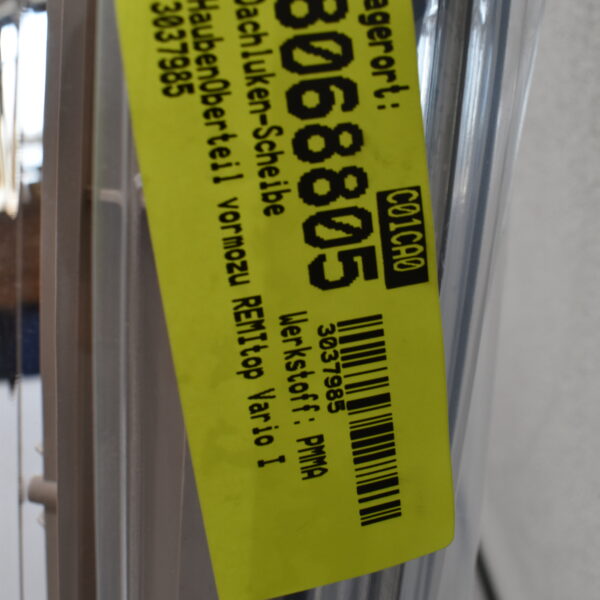 agerort:
C01CA0
8068805
Dachluken-Scheibe
Werkstoff: PMMA
HaubenOberteil vormozu REMItop Vario I
3037985
3037985